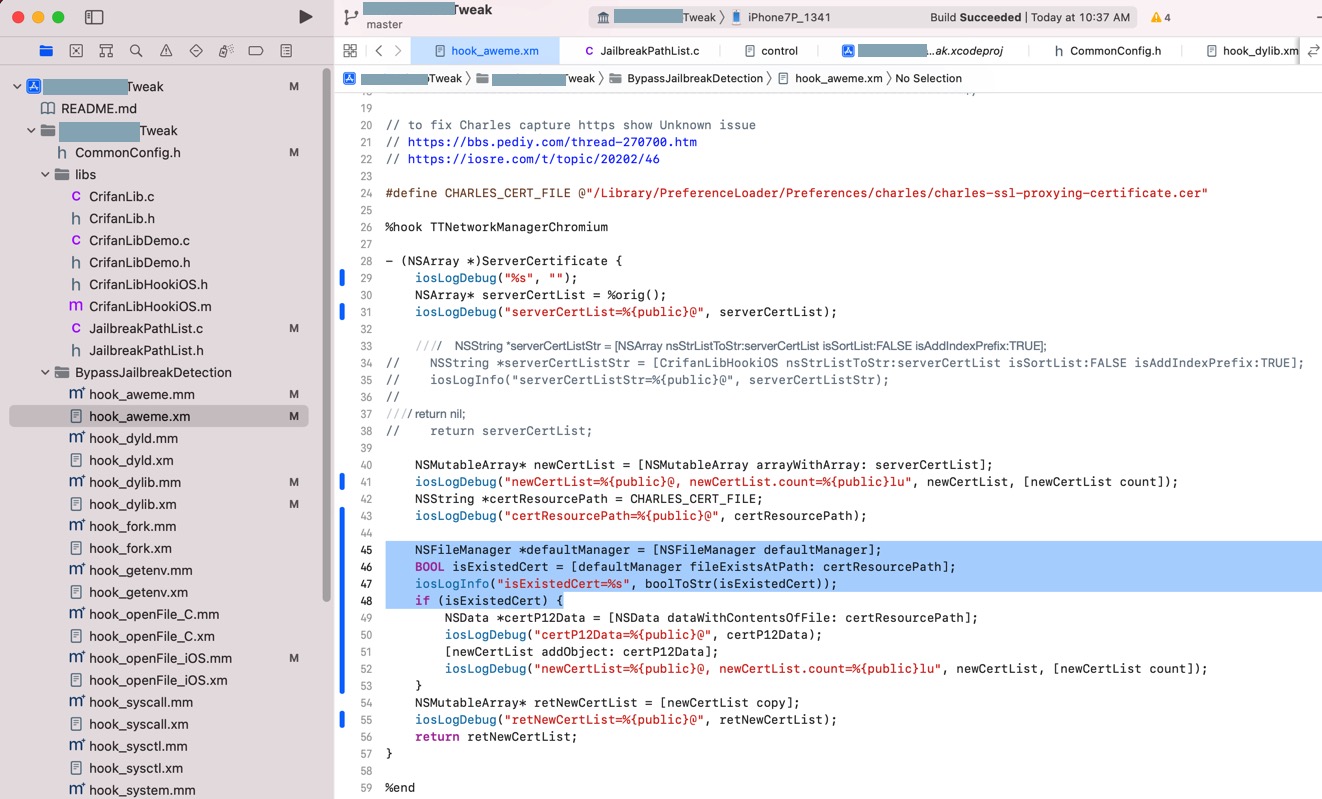 Tweak
master
Tweak 〉 iPhone7P_1341
Build Succeeded | Today at 10:37 AM
4
hook_aweme.xm
C JailbreakPathList.c
control
...ak.xcodeproj
h CommonConfig.h
hook_dylib.xm
Tweak 〉 Tweak 〉 BypassJailbreakDetection 〉 hook_aweme.xm 〉 No Selection
Tweak M
README.md
Tweak
h CommonConfig.h M
libs
C CrifanLib.c
h CrifanLib.h
C CrifanLibDemo.c
h CrifanLibDemo.h
h CrifanLibHookiOS.h
m CrifanLibHookiOS.m
C JailbreakPathList.c M
h JailbreakPathList.h
BypassJailbreakDetection
m+ hook_aweme.mm M
hook_aweme.xm M
m+ hook_dyld.mm
hook_dyld.xm
m+ hook_dylib.mm M
hook_dylib.xm M
m+ hook_fork.mm
hook_fork.xm
m+ hook_getenv.mm
hook_getenv.xm
m+ hook_openFile_C.mm
hook_openFile_C.xm
m+ hook_openFile_iOS.mm M
hook_openFile_iOS.xm
m+ hook_syscall.mm
hook_syscall.xm
m+ hook_sysctl.mm
hook_sysctl.xm
m+ hook_system.mm
19
20 // to fix Charles capture https show Unknown issue
21 // https://bbs.pediy.com/thread-270700.htm
22 // https://iosre.com/t/topic/20202/46
23
24 #define CHARLES_CERT_FILE @"/Library/PreferenceLoader/Preferences/charles/charles-ssl-proxying-certificate.cer"
25
26 %hook TTNetworkManagerChromium
27
28 - (NSArray *)ServerCertificate {
29 iosLogDebug("%s", "");
30 NSArray* serverCertList = %orig();
31 iosLogDebug("serverCertList=%{public}@", serverCertList);
32
33 //// NSString *serverCertListStr = [NSArray nsStrListToStr:serverCertList isSortList:FALSE isAddIndexPrefix:TRUE];
34 // NSString *serverCertListStr = [CrifanLibHookiOS nsStrListToStr:serverCertList isSortList:FALSE isAddIndexPrefix:TRUE];
35 // iosLogInfo("serverCertListStr=%{public}@", serverCertListStr);
36 //
37 //// return nil;
38 // return serverCertList;
39
40 NSMutableArray* newCertList = [NSMutableArray arrayWithArray: serverCertList];
41 iosLogDebug("newCertList=%{public}@, newCertList.count=%{public}lu", newCertList, [newCertList count]);
42 NSString *certResourcePath = CHARLES_CERT_FILE;
43 iosLogDebug("certResourcePath=%{public}@", certResourcePath);
44
45 NSFileManager *defaultManager = [NSFileManager defaultManager];
46 BOOL isExistedCert = [defaultManager fileExistsAtPath: certResourcePath];
47 iosLogInfo("isExistedCert=%s", boolToStr(isExistedCert));
48 if (isExistedCert) {
49 NSData *certP12Data = [NSData dataWithContentsOfFile: certResourcePath];
50 iosLogDebug("certP12Data=%{public}@", certP12Data);
51 [newCertList addObject: certP12Data];
52 iosLogDebug("newCertList=%{public}@, newCertList.count=%{public}lu", newCertList, [newCertList count]);
53 }
54 NSMutableArray* retNewCertList = [newCertList copy];
55 iosLogDebug("retNewCertList=%{public}@", retNewCertList);
56 return retNewCertList;
57 }
58
59 %end